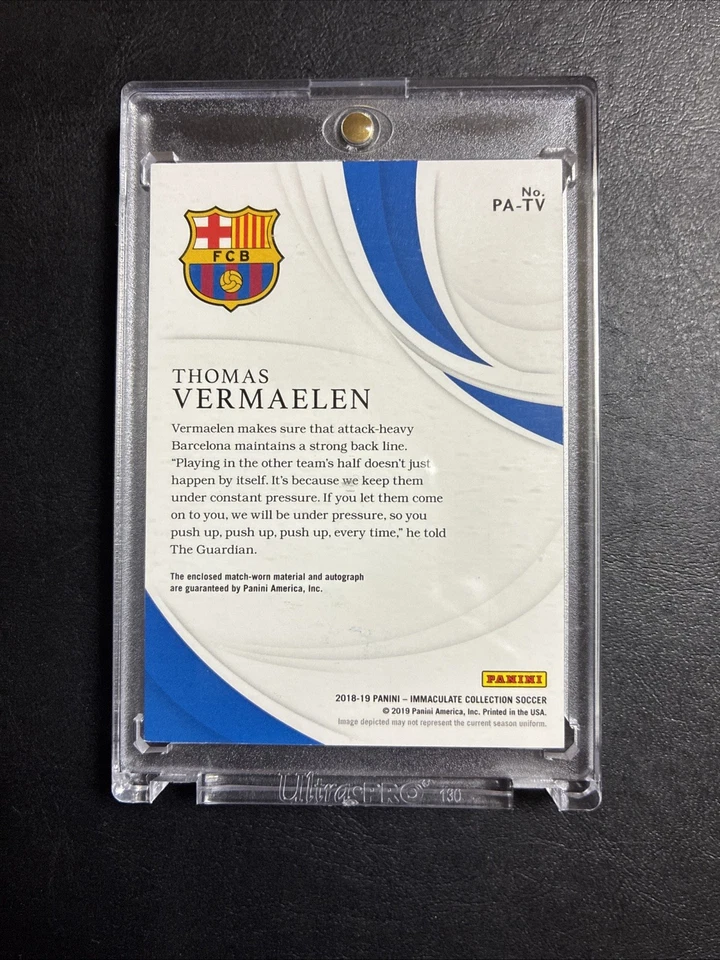 No.
PA-TV
FCB
THOMAS
VERMAELEN
Vermaelen makes sure that attack-heavy
Barcelona maintains a strong back line.
“Playing in the other team’s half doesn’t just
happen by itself. It’s because we keep them
under constant pressure. If you let them come
on to you, we will be under pressure, so you
push up, push up, push up, every time,” he told
The Guardian.
The enclosed match-worn material and autograph
are guaranteed by Panini America, Inc.
PANINI
2018-19 PANINI – IMMACULATE COLLECTION SOCCER
© 2019 Panini America, Inc. Printed in the USA.
Image depicted may not represent the current season uniform.
Ultra PRO® 130